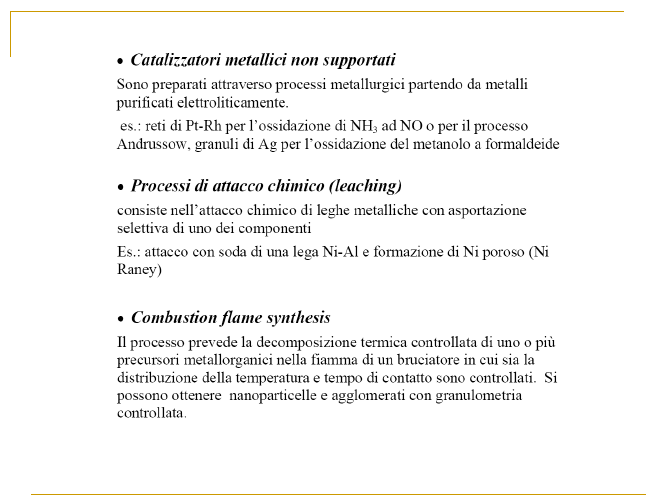 • Catalizzatori metallici non supportati
Sono preparati attraverso processi metallurgici partendo da metalli
purificati elettroliticamente.
es.: reti di Pt-Rh per l'ossidazione di NH₃ ad NO o per il processo
Andrussow, granuli di Ag per l'ossidazione del metanolo a formaldeide
• Processi di attacco chimico (leaching)
consiste nell'attacco chimico di leghe metalliche con asportazione
selettiva di uno dei componenti
Es.: attacco con soda di una lega Ni-Al e formazione di Ni poroso (Ni
Raney)
• Combustion flame synthesis
Il processo prevede la decomposizione termica controllata di uno o più
precursori metallorganici nella fiamma di un bruciatore in cui sia la
distribuzione della temperatura e tempo di contatto sono controllati. Si
possono ottenere nanoparticelle e agglomerati con granulometria
controllata.